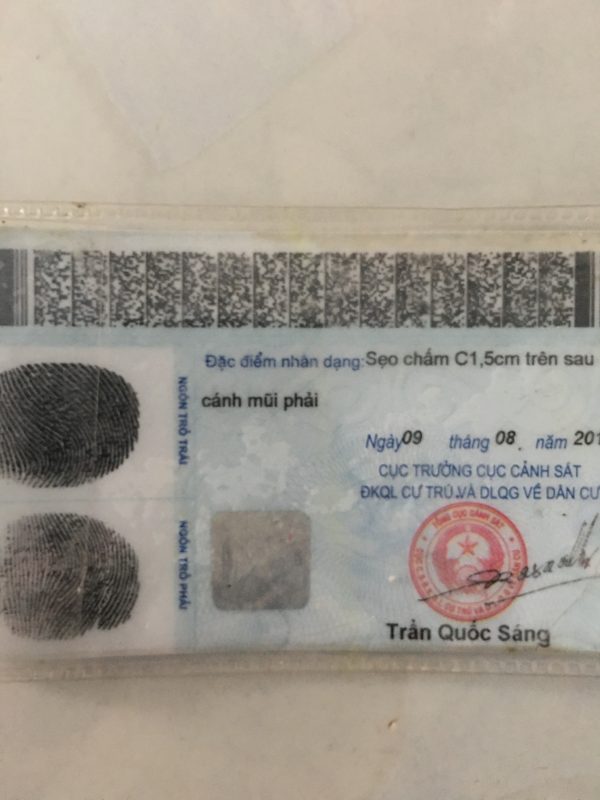 Đặc điểm nhân dạng: Sẹo chấm C1,5cm trên sau
cánh mũi phải
NGÓN TRỎ TRÁI
Ngày 09 tháng 08. năm 201
CỤC TRƯỞNG CỤC CẢNH SÁT
ĐKQL CƯ TRÚ VÀ DLQG VỀ DÂN CƯ
NGÓN TRỎ PHẢI
TỔNG CỤC CẢNH SÁT
Trần Quốc Sáng